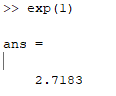 >> exp(1)
ans =
2.7183